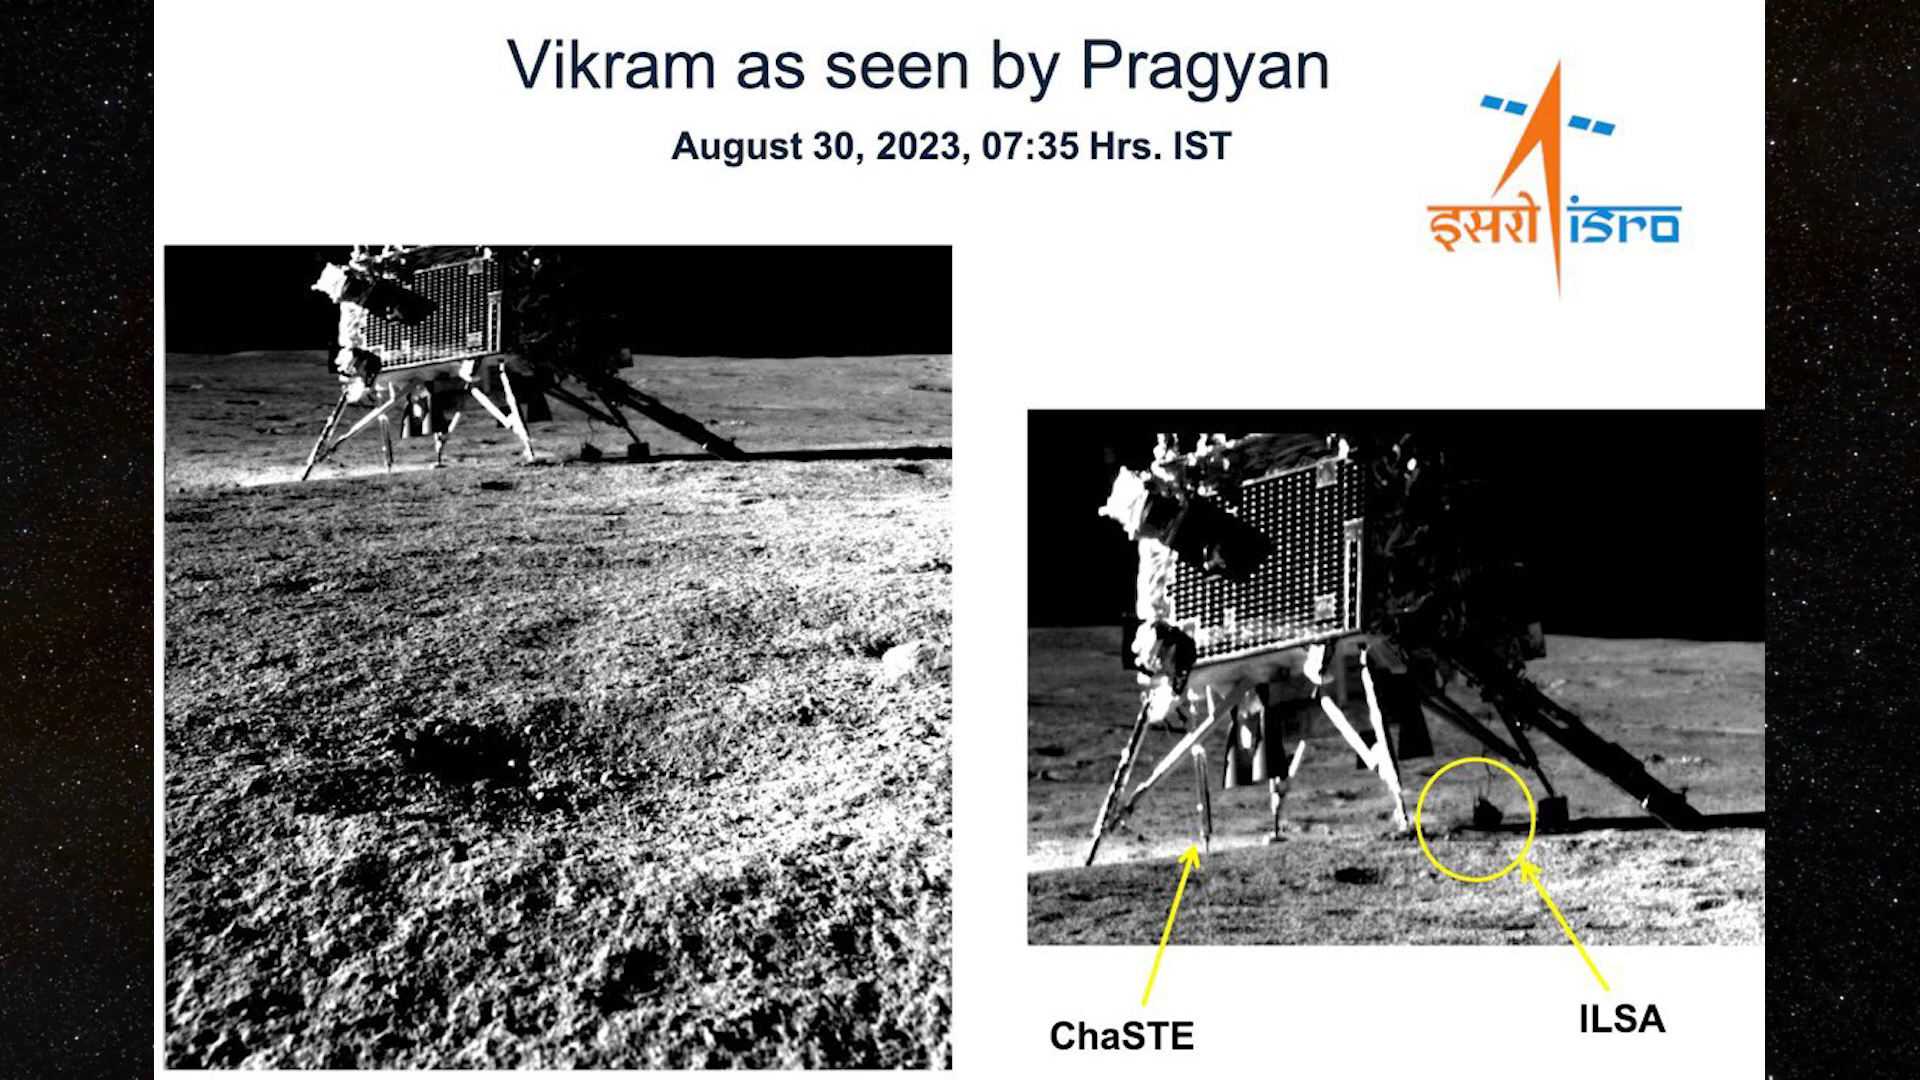 Vikram as seen by Pragyan
August 30, 2023, 07:35 Hrs. IST
इसरो isro
ChaSTE
ILSA